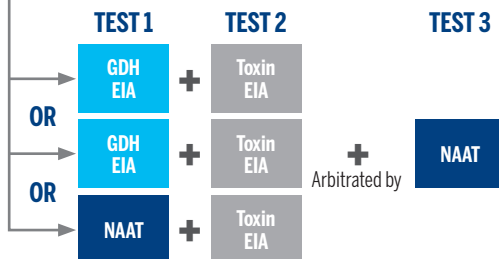 TEST 1 TEST 2 TEST 3
GDH
EIA
+
Toxin
EIA
OR
GDH
EIA
+
Toxin
EIA
+
Arbitrated by
NAAT
OR
NAAT
+
Toxin
EIA